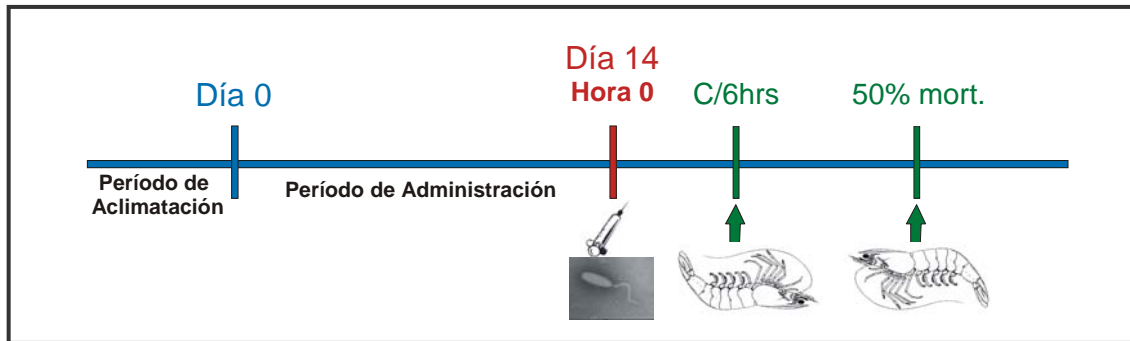 Día 0
Día 14
Hora 0
C/6hrs
50% mort.
Período de
Aclimatación
Período de Administración